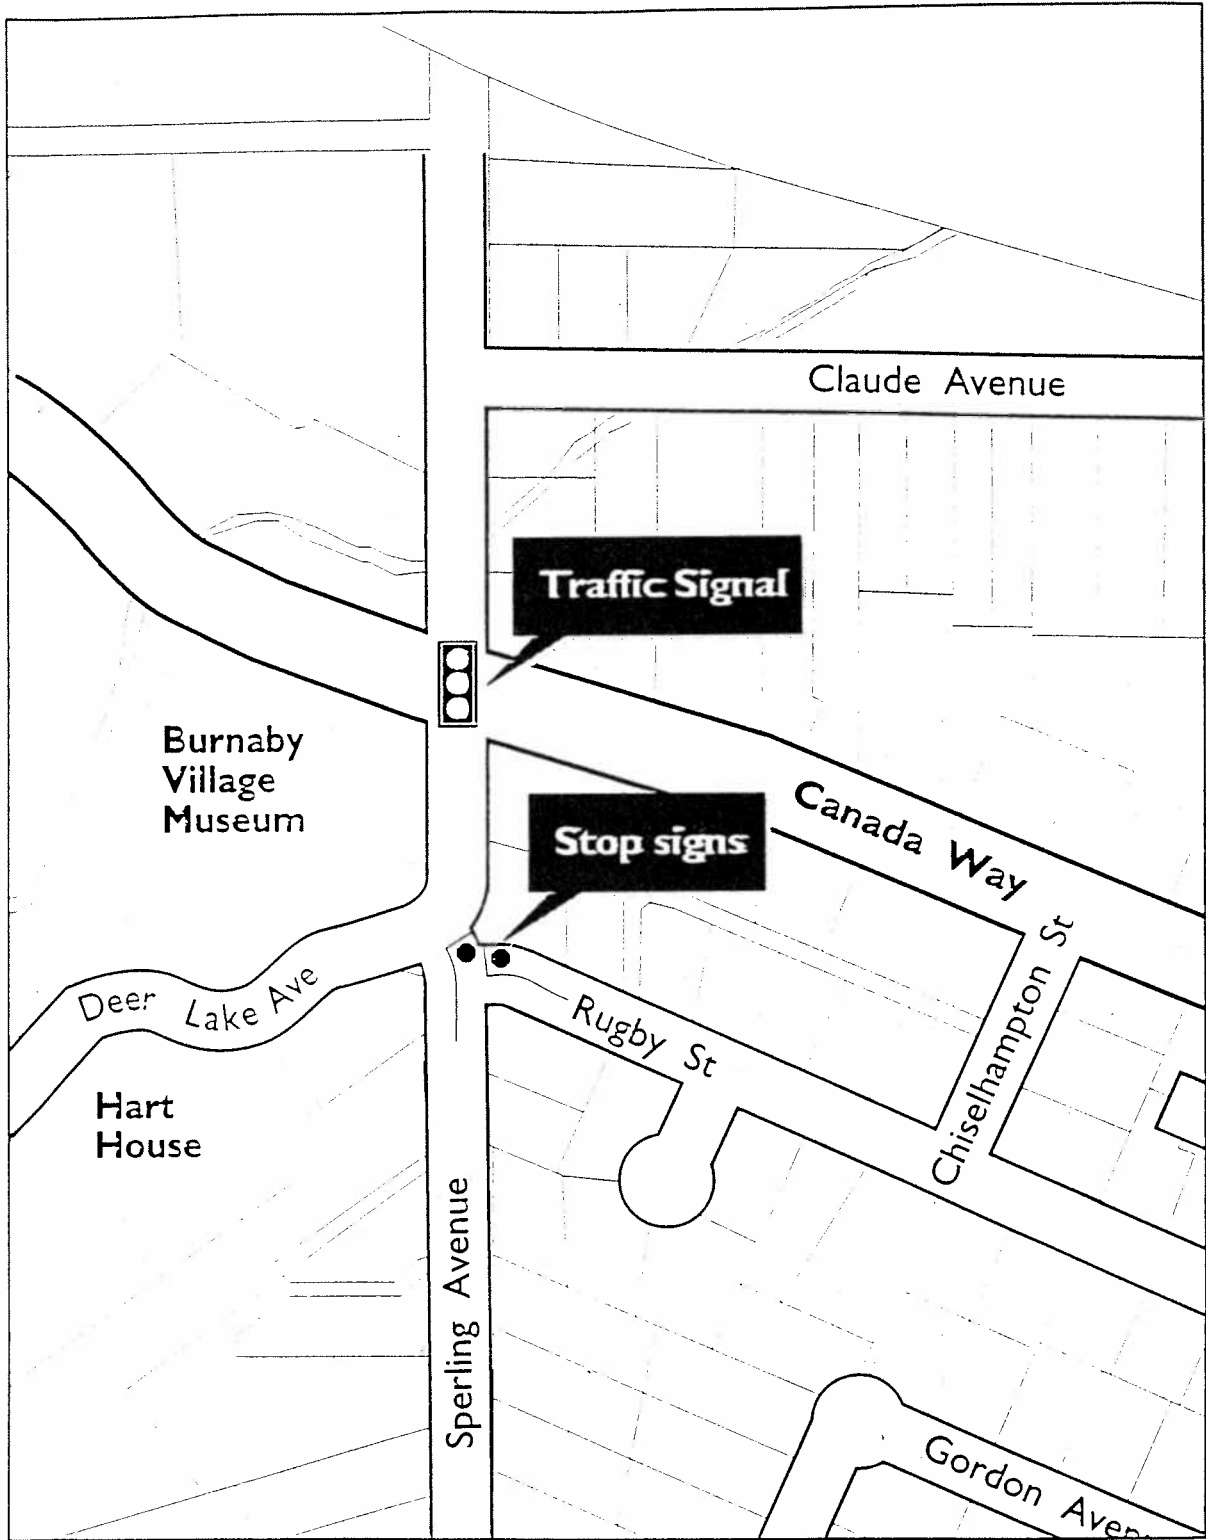 Claude Avenue
Traffic Signal
Burnaby
Village
Museum
Canada Way
Stop signs
Chiselhampton St
Deer Lake Ave
Rugby St
Hart
House
Sperling Avenue
Gordon